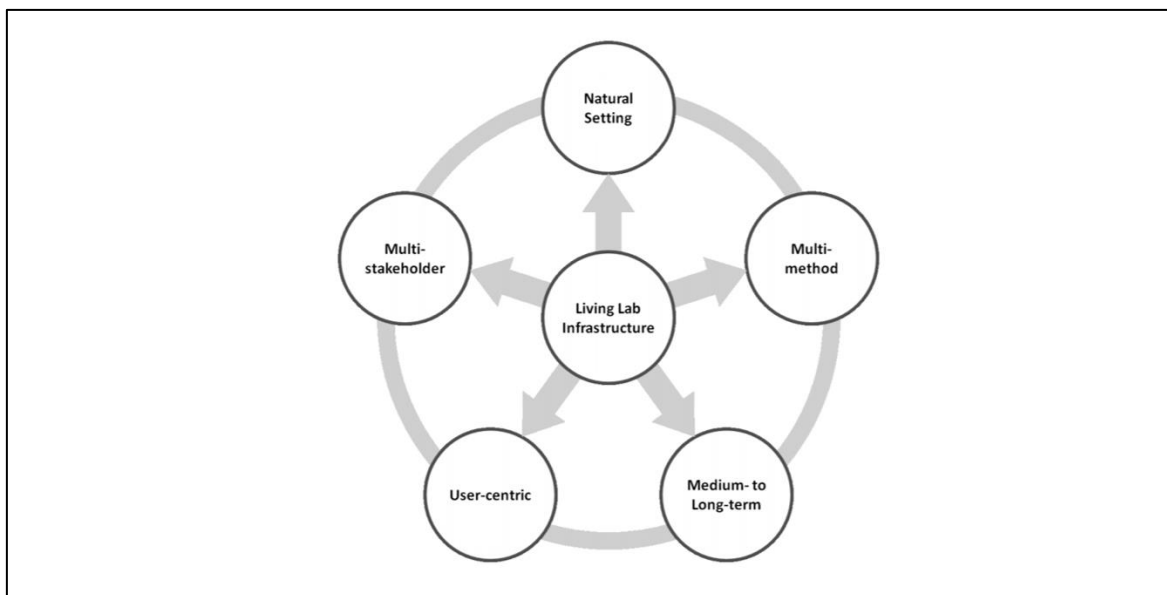 Natural
Setting
Multi-
stakeholder
Multi-
method
Living Lab
Infrastructure
User-centric
Medium- to
Long-term